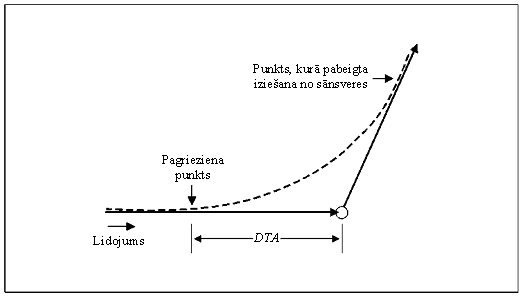 Punkts, kurā pabeigta
iziešana no sānsveres
Pagrieziena
punkts
Lidojums
DTA